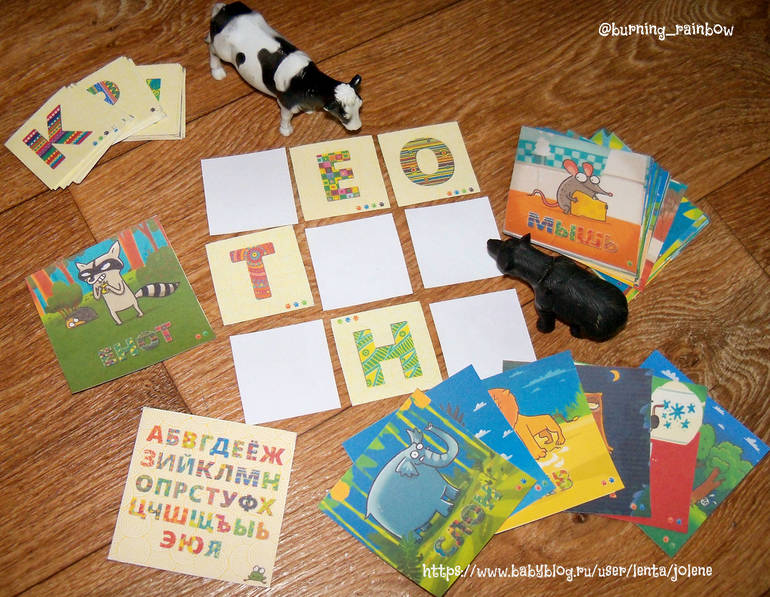 @burning_rainbow
К
Е О
Т
Н
МЫШЬ
ЕНОТ
АБВГДЕЁЖ
ЗИЙКЛМН
ОПРСТУФХ
ЦЧШЩЪЫЬ
ЭЮЯ
СЛОН
https://www.babyblog.ru/user/lenta/jolene